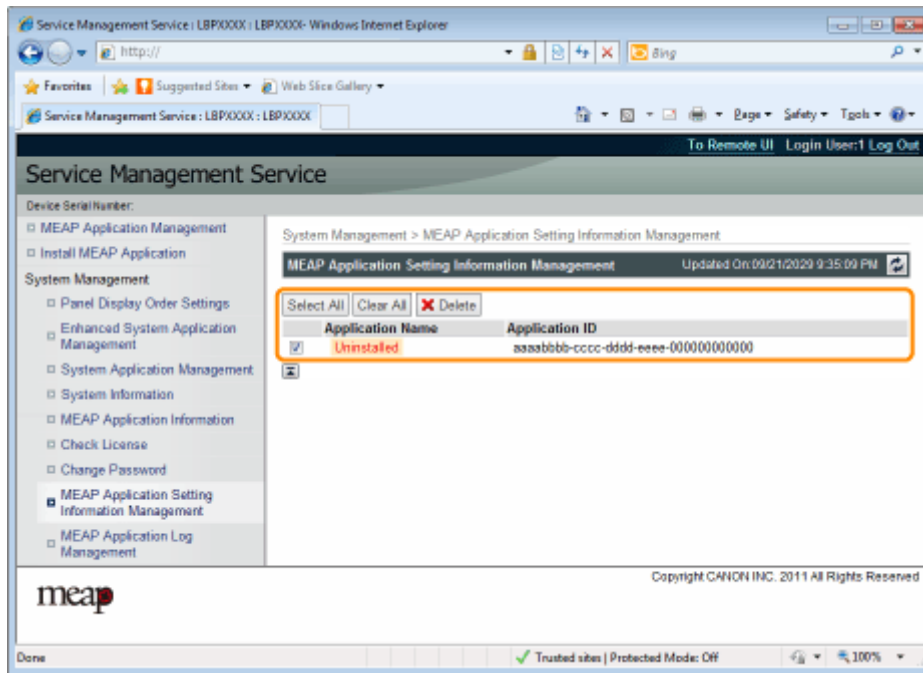 Service Management Service : LBPXXXX : LBPXXXX- Windows Internet Explorer
http://
Bing
Favorites Suggested Sites Web Slice Gallery
Service Management Service : LBPXXXX : LBPXXXX
Page Safety Tools
To Remote UI Login User:1 Log Out
Service Management Service
Device Serial Number:
MEAP Application Management
Install MEAP Application
System Management
Panel Display Order Settings
Enhanced System Application
Management
System Application Management
System Information
MEAP Application Information
Check License
Change Password
MEAP Application Setting
Information Management
MEAP Application Log
Management
System Management > MEAP Application Setting Information Management
MEAP Application Setting Information Management Updated On:09/21/2029 9:35:09 PM
Select All Clear All Delete
Application Name Application ID
Uninstalled aaaabbbb-cccc-dddd-eeee-000000000000
Copyright CANON INC. 2011 All Rights Reserved
meap
Done Trusted sites | Protected Mode: Off 100%